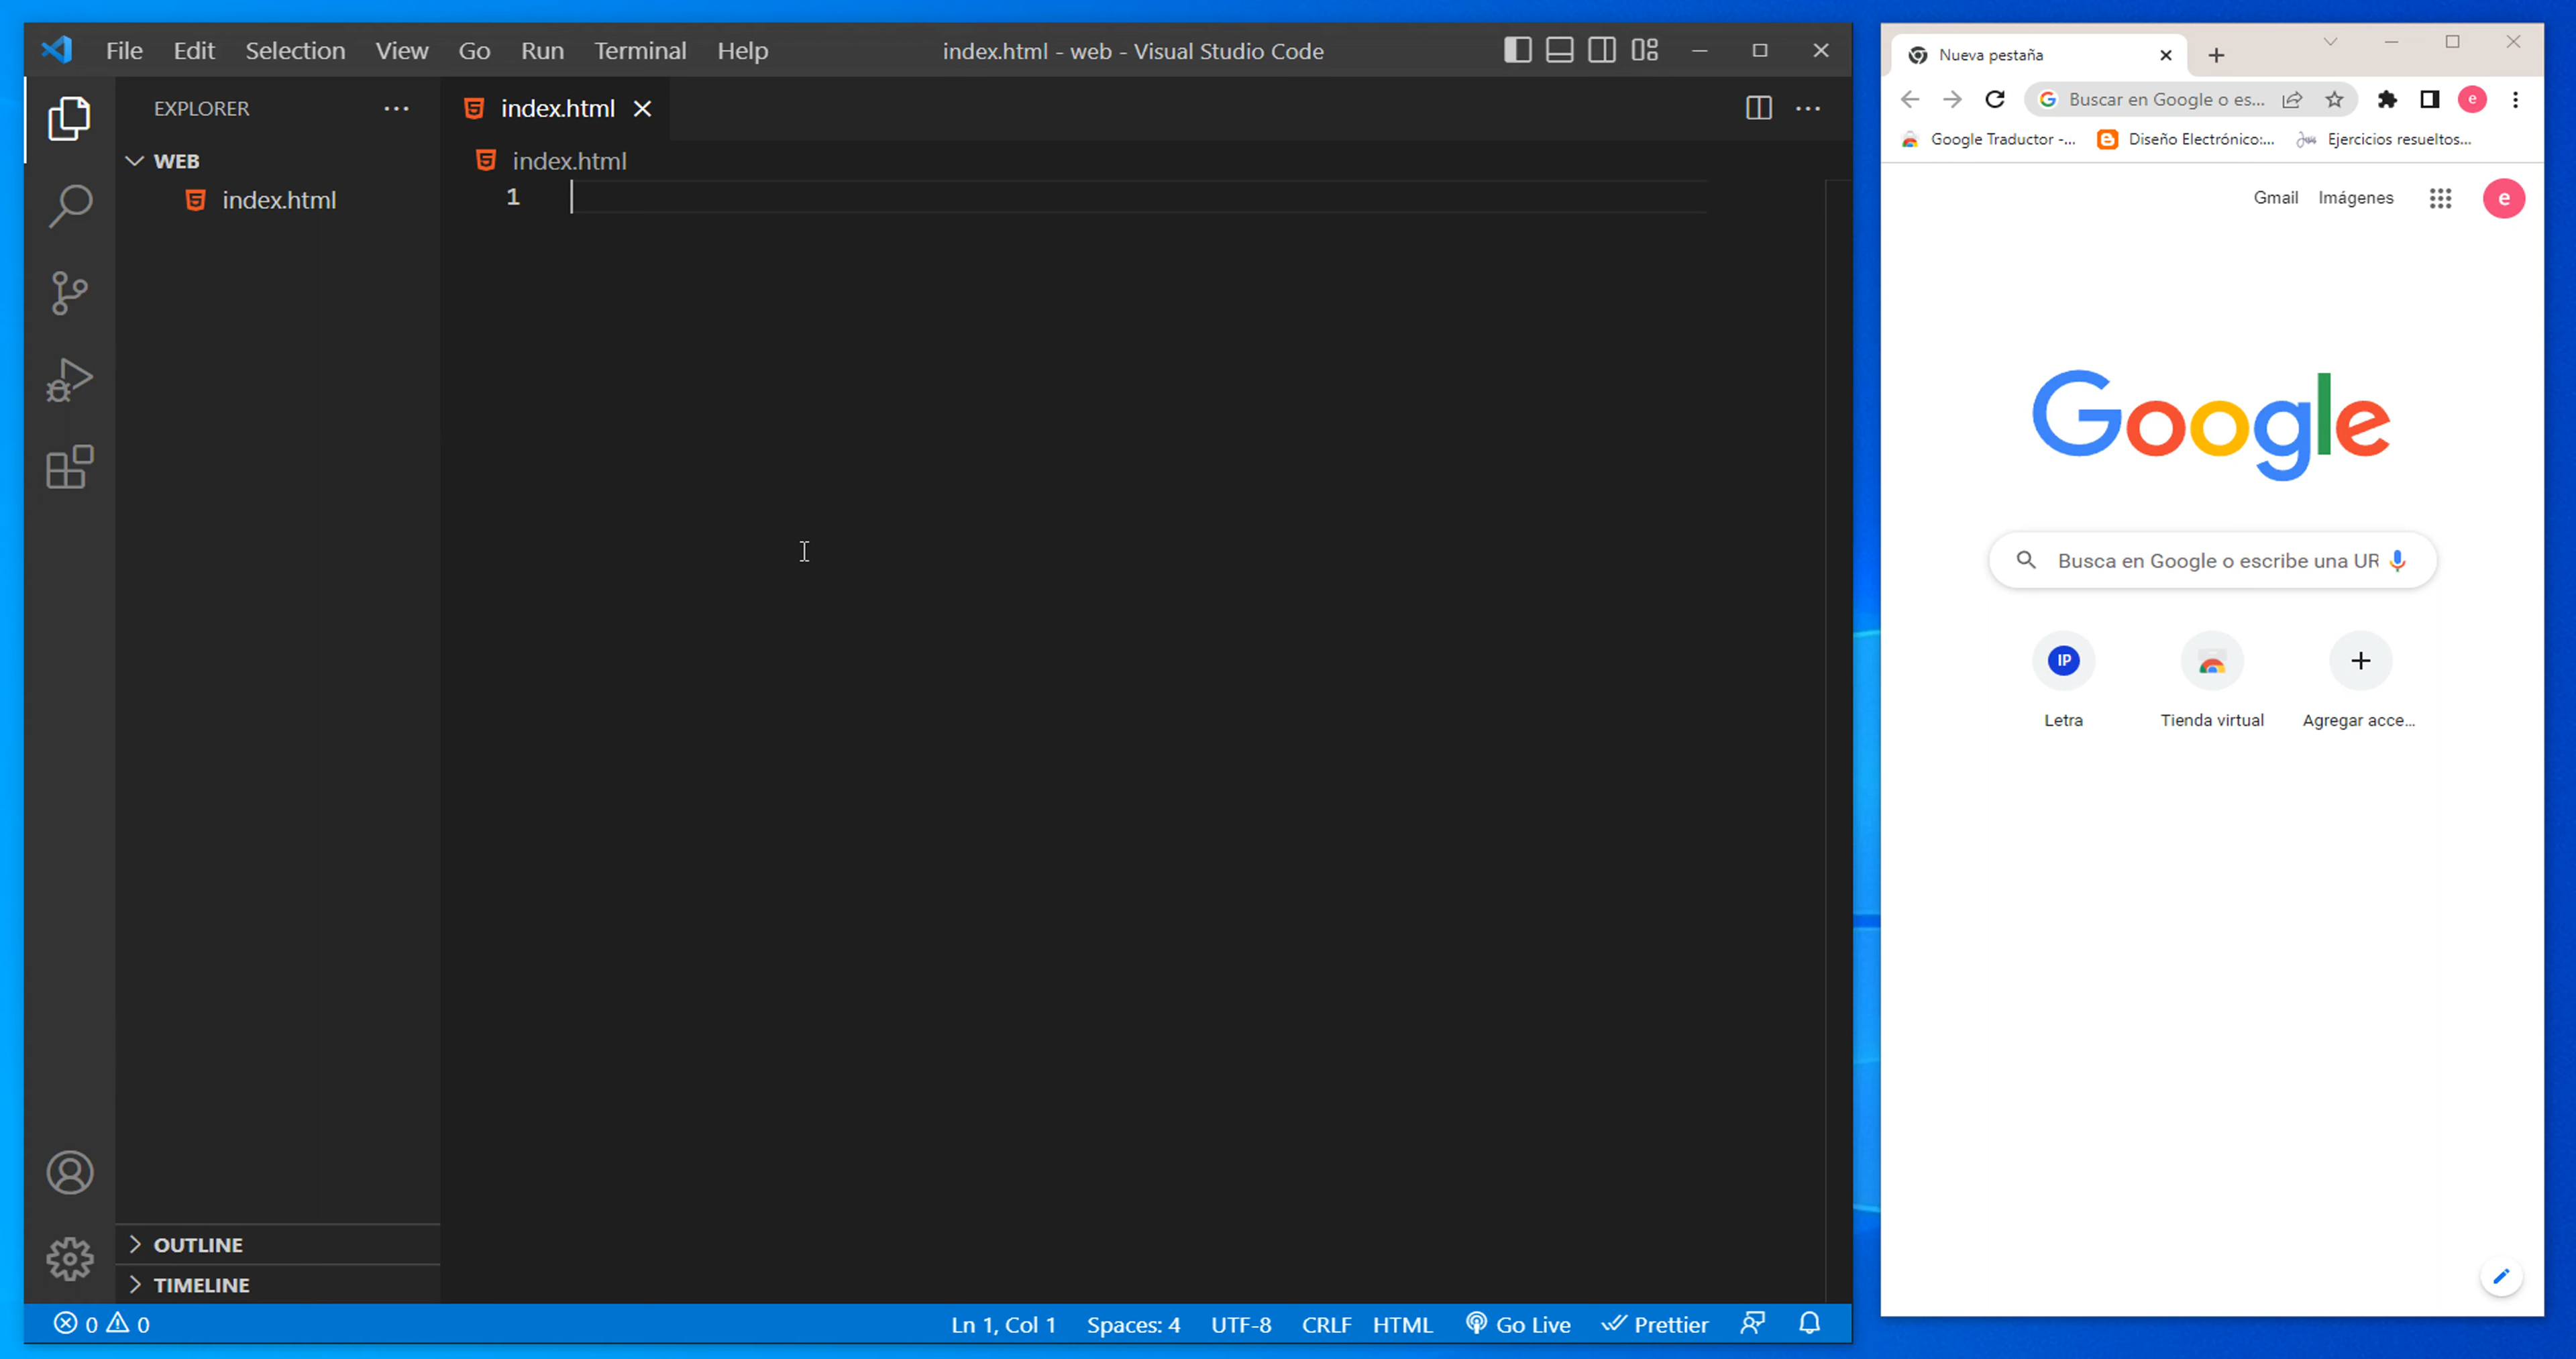 File Edit Selection View Go Run Terminal Help
index.html - web - Visual Studio Code
EXPLORER
WEB
index.html
index.html
index.html
1
OUTLINE
TIMELINE
0 0
Ln 1, Col 1 Spaces: 4 UTF-8 CRLF HTML Go Live Prettier
Nueva pestaña
G Buscar en Google o es... e
Google Traductor -... Diseño Electrónico:... Ejercicios resueltos...
Gmail Imágenes e
Google
Busca en Google o escribe una UR
IP
Letra Tienda virtual Agregar acce...